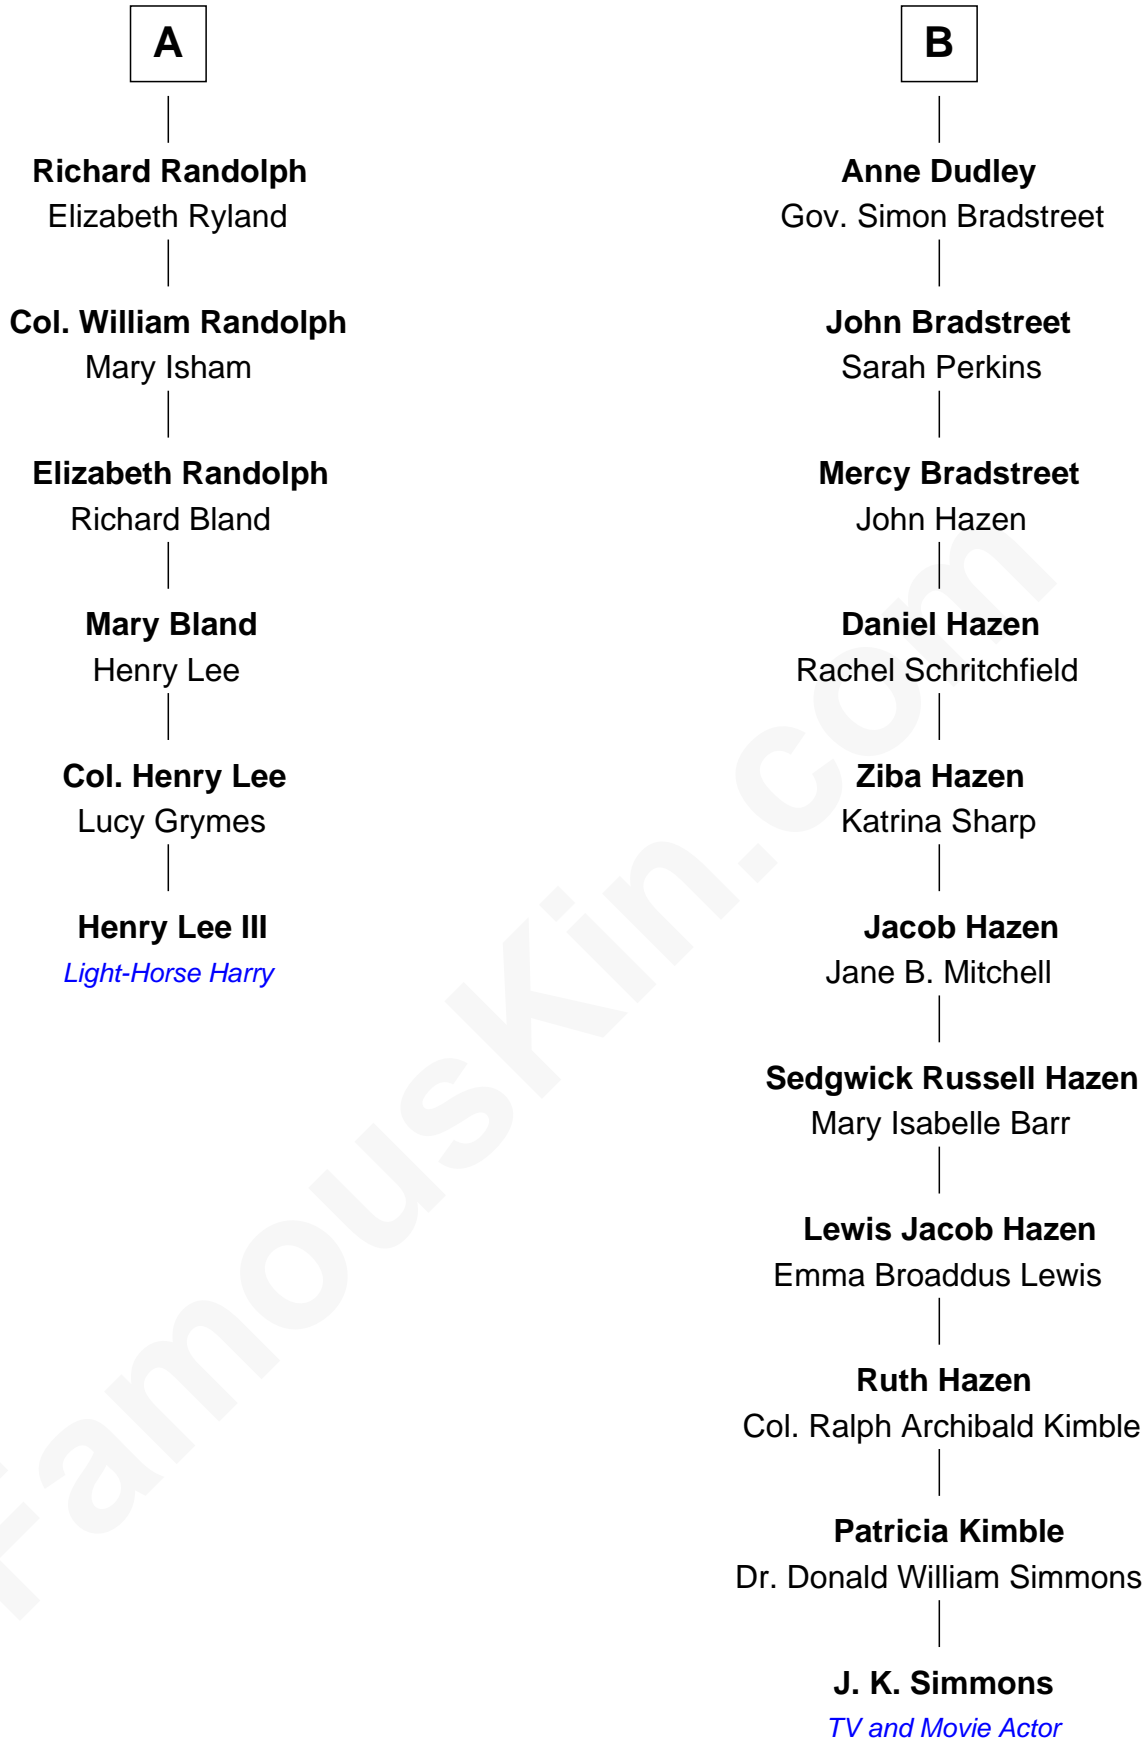 A
Richard Randolph
Elizabeth Ryland
Col. William Randolph
Mary Isham
Elizabeth Randolph
Richard Bland
Mary Bland
Henry Lee
Col. Henry Lee
Lucy Grymes
Henry Lee III
Light-Horse Harry
B
Anne Dudley
Gov. Simon Bradstreet
John Bradstreet
Sarah Perkins
Mercy Bradstreet
John Hazen
Daniel Hazen
Rachel Schritchfield
Ziba Hazen
Katrina Sharp
Jacob Hazen
Jane B. Mitchell
Sedgwick Russell Hazen
Mary Isabelle Barr
Lewis Jacob Hazen
Emma Broaddus Lewis
Ruth Hazen
Col. Ralph Archibald Kimble
Patricia Kimble
Dr. Donald William Simmons
J. K. Simmons
TV and Movie Actor
FamousKin.com